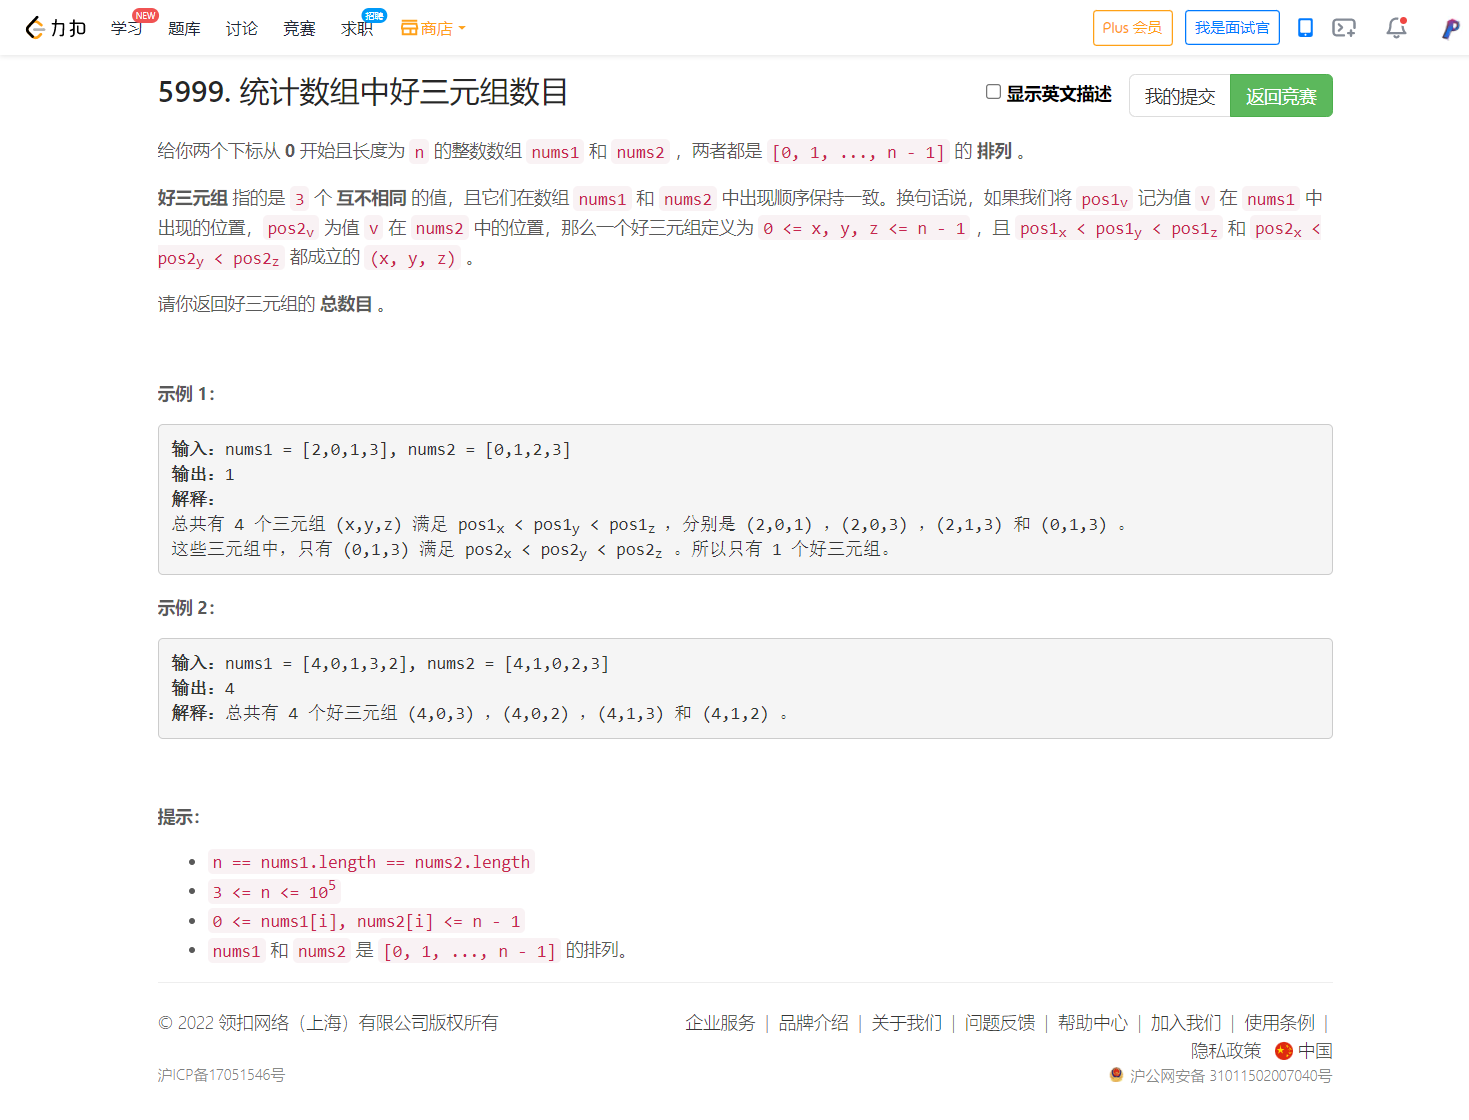 力扣 学习 NEW 题库 讨论 竞赛 求职 招聘 商店 Plus 会员 我是面试官
5999. 统计数组中好三元组数目 显示英文描述 我的提交 返回竞赛
给你两个下标从 0 开始且长度为 n 的整数数组 nums1 和 nums2 ，两者都是 [0, 1, ..., n - 1] 的 排列 。
好三元组 指的是 3 个 互不相同 的值，且它们在数组 nums1 和 nums2 中出现顺序保持一致。换句话说，如果我们将 pos1v 记为值 v 在 nums1 中
出现的位置，pos2v 为值 v 在 nums2 中的位置，那么一个好三元组定义为 0 <= x, y, z <= n - 1 ，且 pos1x < pos1y < pos1z 和 pos2x <
pos2y < pos2z 都成立的 (x, y, z) 。
请你返回好三元组的 总数目 。
示例 1：
输入：nums1 = [2,0,1,3], nums2 = [0,1,2,3]
输出：1
解释：
总共有 4 个三元组 (x,y,z) 满足 pos1x < pos1y < pos1z ，分别是 (2,0,1) ，(2,0,3) ，(2,1,3) 和 (0,1,3) 。
这些三元组中，只有 (0,1,3) 满足 pos2x < pos2y < pos2z 。所以只有 1 个好三元组。
示例 2：
输入：nums1 = [4,0,1,3,2], nums2 = [4,1,0,2,3]
输出：4
解释：总共有 4 个好三元组 (4,0,3) ，(4,0,2) ，(4,1,3) 和 (4,1,2) 。
提示：
n == nums1.length == nums2.length
3 <= n <= 10⁵
0 <= nums1[i], nums2[i] <= n - 1
nums1 和 nums2 是 [0, 1, ..., n - 1] 的排列。
© 2022 领扣网络（上海）有限公司版权所有 企业服务 | 品牌介绍 | 关于我们 | 问题反馈 | 帮助中心 | 加入我们 | 使用条例 |
隐私政策 中国
沪ICP备17051546号 沪公网安备 31011502007040号